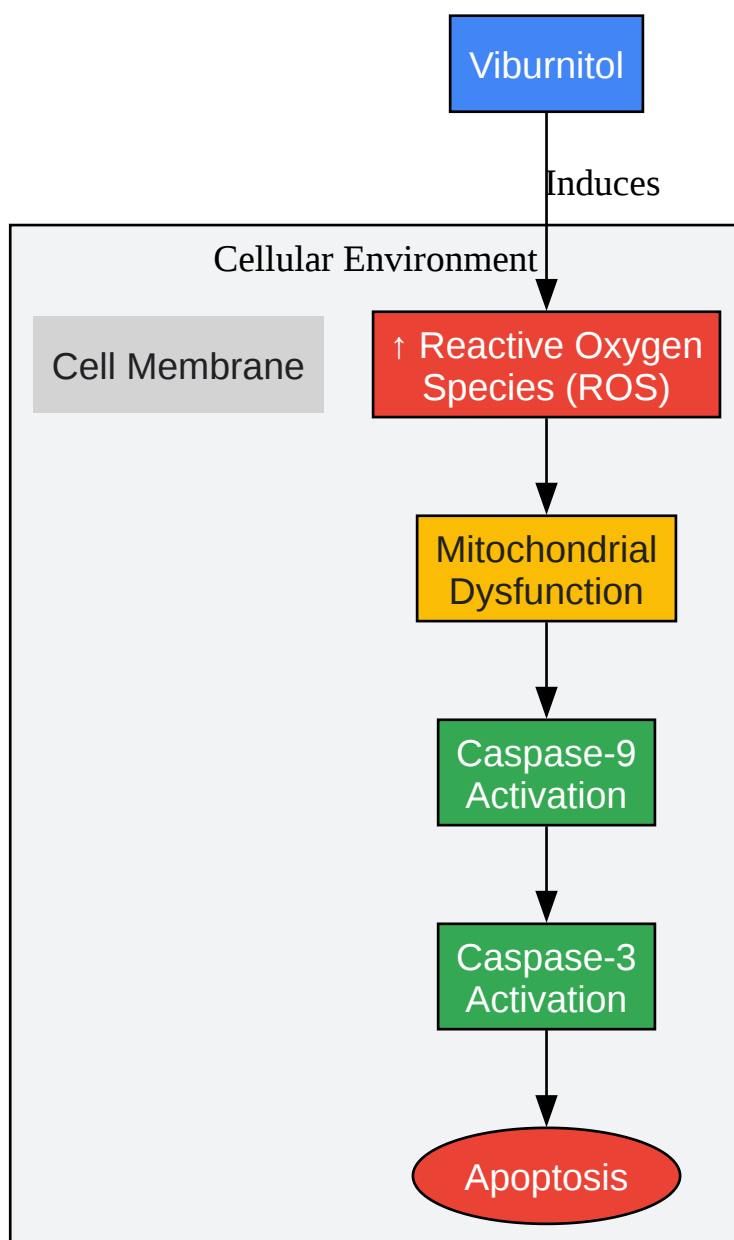 Viburnitol
Induces
Cellular Environment
Cell Membrane
↑ Reactive Oxygen
Species (ROS)
Mitochondrial
Dysfunction
Caspase-9
Activation
Caspase-3
Activation
Apoptosis